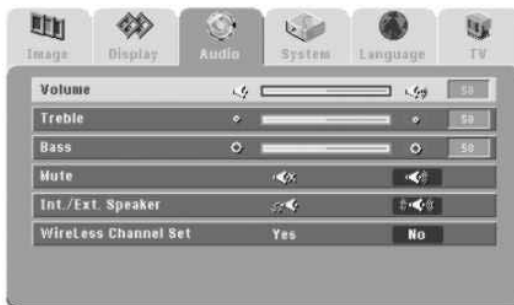 Image Display Audio System Language TV
Volume 50
Treble 50
Bass 50
Mute
Int./Ext. Speaker
WireLess Channel Set Yes No